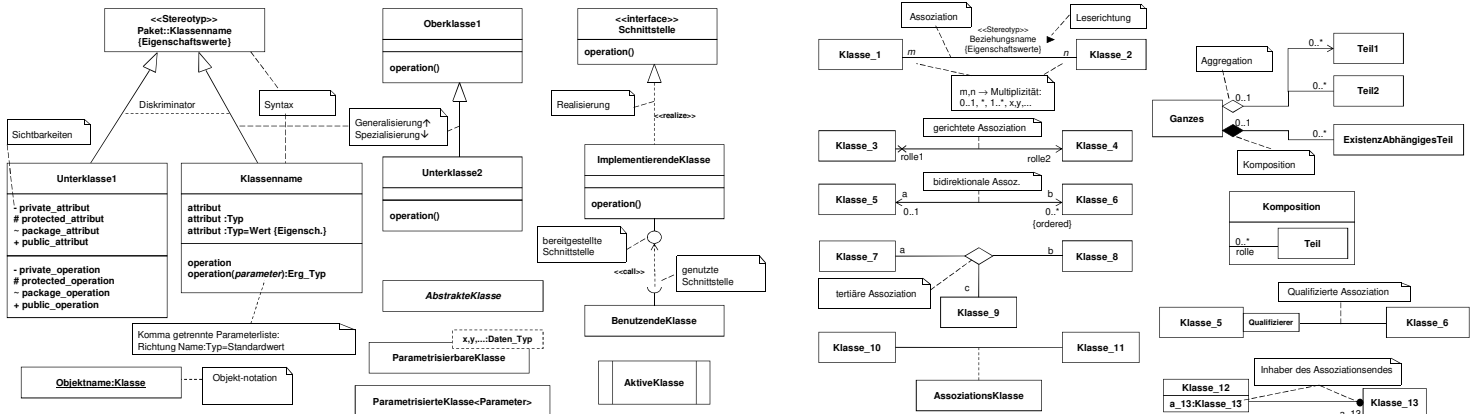 <<Stereotyp>>
Paket::Klassenname
{Eigenschaftswerte}
Diskriminator
Syntax
Sichtbarkeiten
Unterklasse1
- private_attribut
# protected_attribut
~ package_attribut
+ public_attribut
- private_operation
# protected_operation
~ package_operation
+ public_operation
Klassenname
attribut
attribut :Typ
attribut :Typ=Wert {Eigensch.}
operation
operation(parameter):Erg_Typ
Komma getrennte Parameterliste:
Richtung Name:Typ=Standardwert
Objektname:Klasse
Objekt-notation
Oberklasse1
operation()
Generalisierung↑
Spezialisierung↓
Unterklasse2
operation()
AbstrakteKlasse
x,y,...:Daten_Typ
ParametrisierbareKlasse
ParametrisierteKlasse<Parameter>
<<interface>>
Schnittstelle
operation()
Realisierung
<<realize>>
ImplementierendeKlasse
operation()
bereitgestellte
Schnittstelle
<<call>>
genutzte
Schnittstelle
BenutzendeKlasse
AktiveKlasse
Assoziation
Leserichtung
<<Stereotyp>>
Beziehungsname
{Eigenschaftswerte}
Klasse_1
m
n
Klasse_2
m,n → Multiplizität:
0..1, *, 1..*, x,y,...
gerichtete Assoziation
Klasse_3
rolle1
rolle2
Klasse_4
bidirektionale Assoz.
Klasse_5
a
0..1
b
0..*
{ordered}
Klasse_6
Klasse_7
a
b
Klasse_8
c
tertiäre Assoziation
Klasse_9
Klasse_10
Klasse_11
AssoziationsKlasse
Aggregation
Ganzes
0..1
0..1
0..*
Teil1
0..*
Teil2
0..*
ExistenzAbhängigesTeil
Komposition
Komposition
0..*
rolle
Teil
Qualifizierte Assoziation
Klasse_5
Qualifizierer
Klasse_6
Inhaber des Assoziationsendes
Klasse_12
a_13:Klasse_13
Klasse_13
a_13